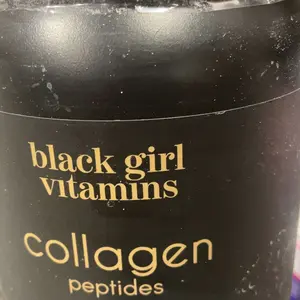 black girl
vitamins
collagen
peptides